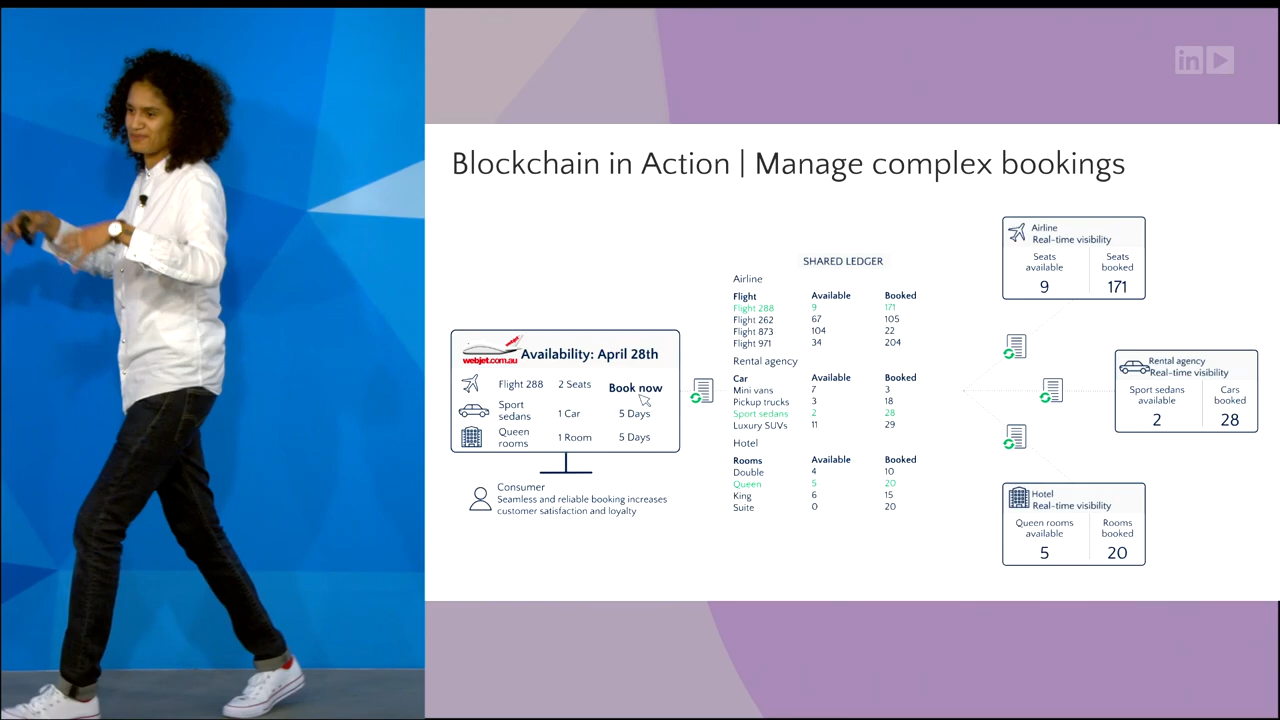 in
Blockchain in Action | Manage complex bookings
webjet.com.au
Availability: April 28th
Flight 288 2 Seats Book now
Sport sedans 1 Car 5 Days
Queen rooms 1 Room 5 Days
Consumer
Seamless and reliable booking increases
customer satisfaction and loyalty
SHARED LEDGER
Airline
Flight Available Booked
Flight 288 9 171
Flight 262 67 105
Flight 873 104 22
Flight 971 34 204
Rental agency
Car Available Booked
Mini vans 7 3
Pickup trucks 3 18
Sport sedans 2 28
Luxury SUVs 11 29
Hotel
Rooms Available Booked
Double 4 10
Queen 5 20
King 6 15
Suite 0 20
Airline
Real-time visibility
Seats available Seats booked
9 171
Rental agency
Real-time visibility
Sport sedans available Cars booked
2 28
Hotel
Real-time visibility
Queen rooms available Rooms booked
5 20